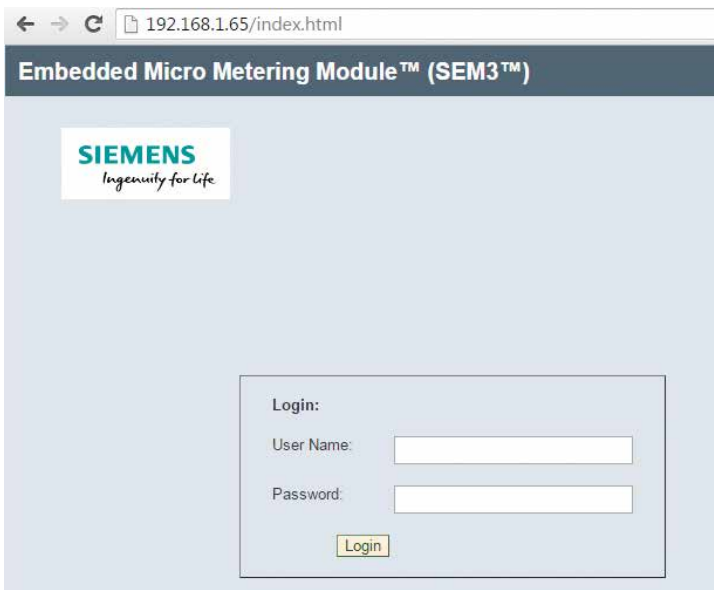 192.168.1.65/index.html
Embedded Micro Metering Module™ (SEM3™)
SIEMENS
Ingenuity for life
Login:
User Name:
Password:
Login